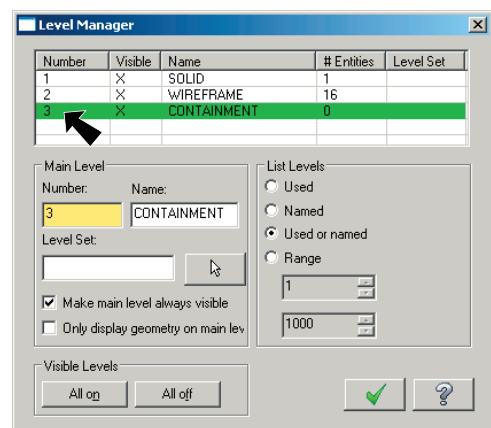 Level Manager
Number Visible Name # Entities Level Set
1 X SOLID 1
2 X WIREFRAME 16
3 X CONTAINMENT 0
Main Level
Number: Name:
3 CONTAINMENT
Level Set:
Make main level always visible
Only display geometry on main lev
List Levels
Used
Named
Used or named
Range
1
1000
Visible Levels
All on All off